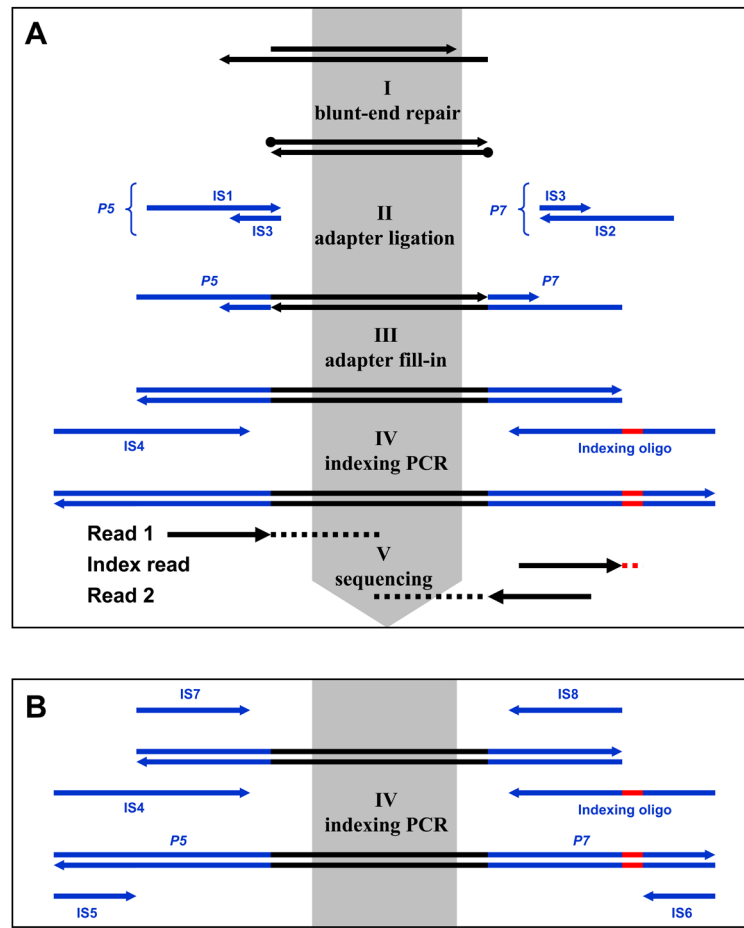 A
I
blunt-end repair
P5
IS1
IS3
II
adapter ligation
P7
IS3
IS2
P5
P7
III
adapter fill-in
IS4
IV
indexing PCR
Indexing oligo
Read 1
Index read
Read 2
V
sequencing
B
IS7
IS8
IS4
IV
indexing PCR
Indexing oligo
P5
P7
IS5
IS6